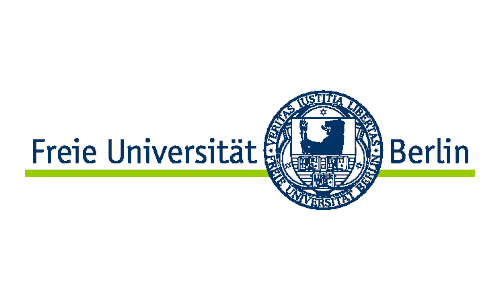 Freie Universität Berlin
VERITAS IUSTITIA LIBERTAS
FREIE UNIVERSITÄT BERLIN